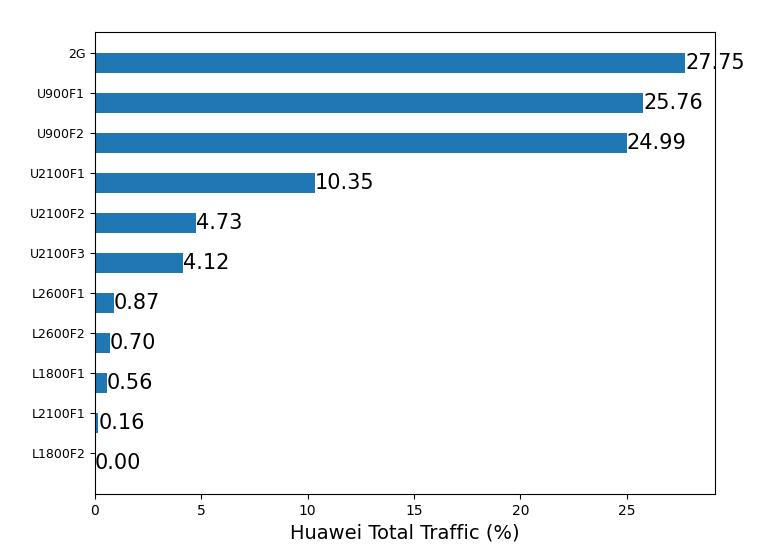 2G 27.75
U900F1 25.76
U900F2 24.99
U2100F1 10.35
U2100F2 4.73
U2100F3 4.12
L2600F1 0.87
L2600F2 0.70
L1800F1 0.56
L2100F1 0.16
L1800F2 0.00
0 5 10 15 20 25
Huawei Total Traffic (%)